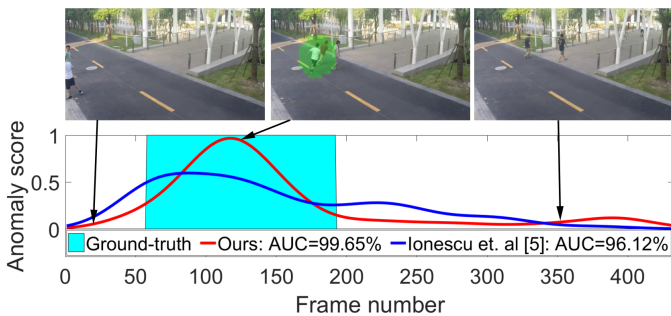 1
0.5
0
Anomaly score
Ground-truth Ours: AUC=99.65% Ionescu et. al [5]: AUC=96.12%
0 50 100 150 200 250 300 350 400
Frame number